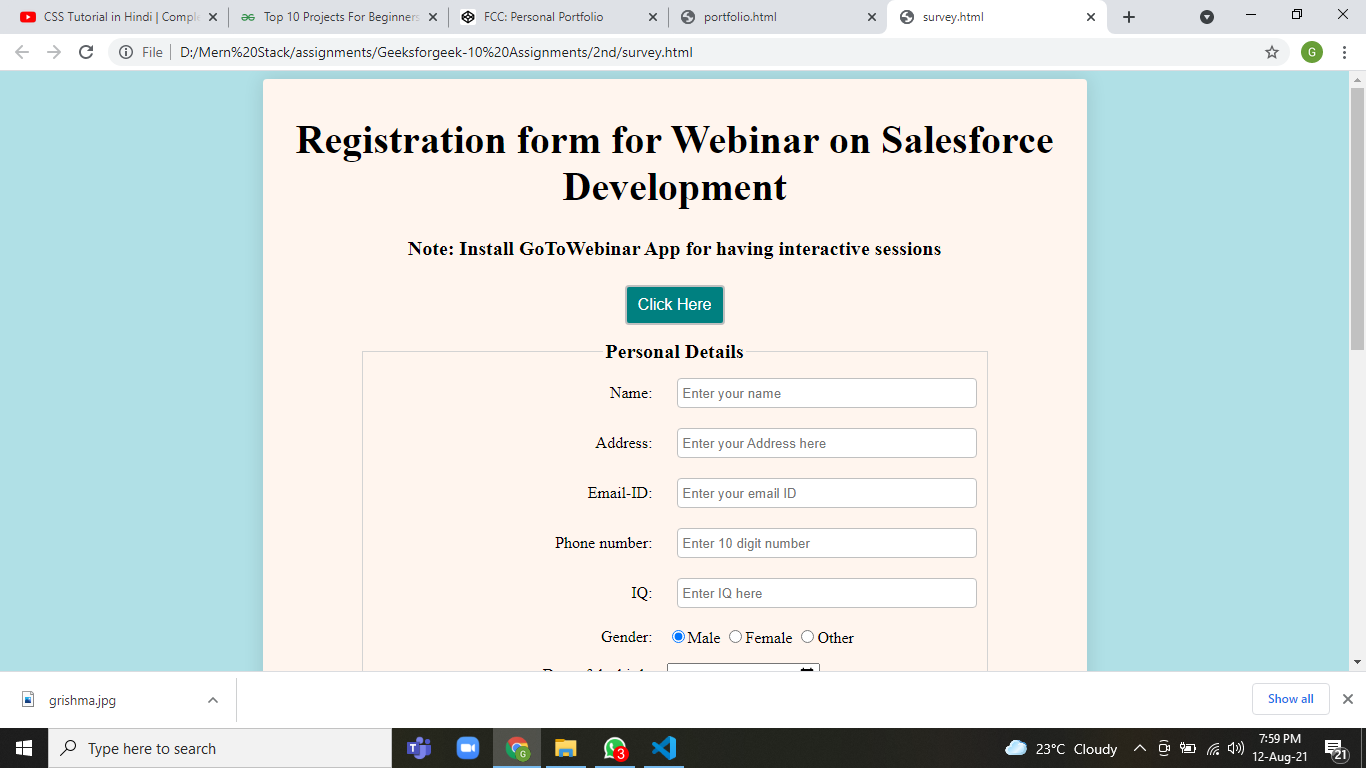 CSS Tutorial in Hindi | Comple
Top 10 Projects For Beginners
FCC: Personal Portfolio
portfolio.html
survey.html
File
D:/Mern%20Stack/assignments/Geeksforgeek-10%20Assignments/2nd/survey.html
G
Registration form for Webinar on Salesforce
Development
Note: Install GoToWebinar App for having interactive sessions
Click Here
Personal Details
Name: Enter your name
Address: Enter your Address here
Email-ID: Enter your email ID
Phone number: Enter 10 digit number
IQ: Enter IQ here
Gender: Male Female Other
grishma.jpg
Show all
Type here to search
G
3
23°C Cloudy
7:59 PM
12-Aug-21
21